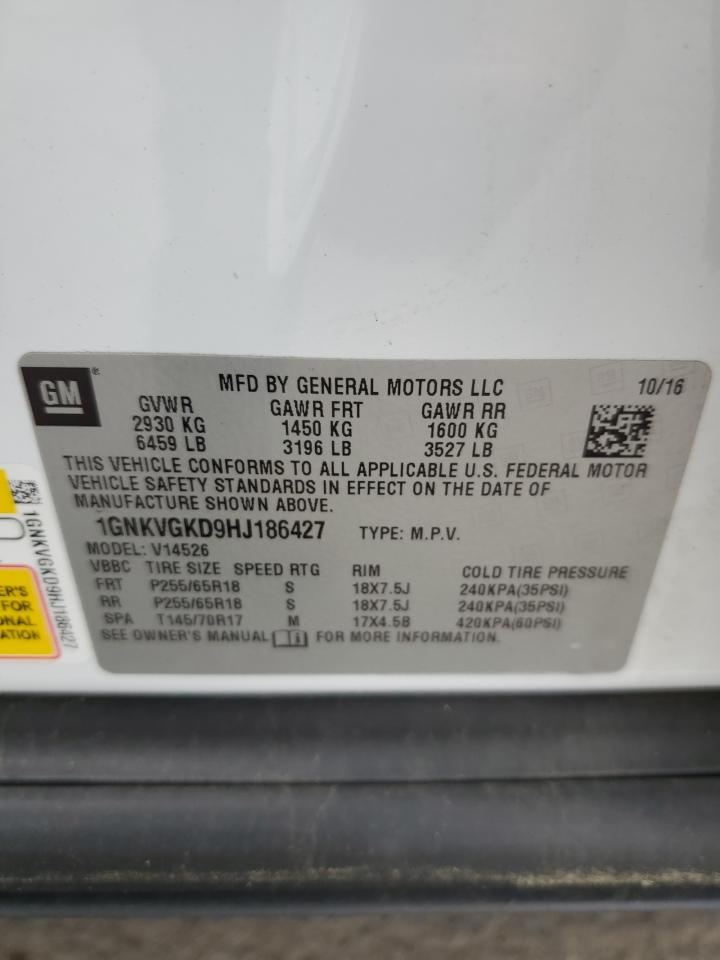 GM
MFD BY GENERAL MOTORS LLC 10/16
GVWR GAWR FRT GAWR RR
2930 KG 1450 KG 1600 KG
6459 LB 3196 LB 3527 LB
THIS VEHICLE CONFORMS TO ALL APPLICABLE U.S. FEDERAL MOTOR
VEHICLE SAFETY STANDARDS IN EFFECT ON THE DATE OF
MANUFACTURE SHOWN ABOVE.
1GNKVGKD9HJ186427 TYPE: M.P.V.
MODEL: V14526
VBBC TIRE SIZE SPEED RTG RIM COLD TIRE PRESSURE
FRT P255/65R18 S 18X7.5J 240KPA(35PSI)
RR P255/65R18 S 18X7.5J 240KPA(35PSI)
SPA T145/70R17 M 17X4.5B 420KPA(60PSI)
SEE OWNER'S MANUAL FOR MORE INFORMATION.
1GNKVGKD9HJ186427
FOR